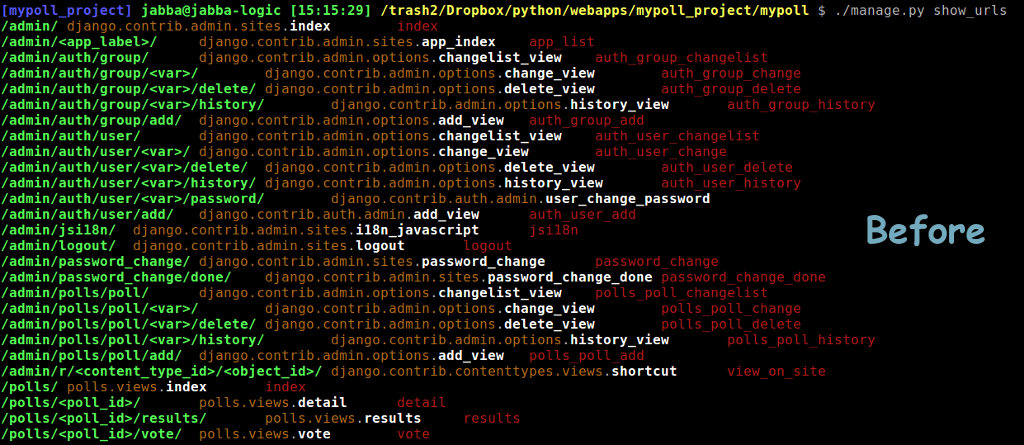 [mypoll_project] jabba@jabba-logic [15:15:29] /trash2/Dropbox/python/webapps/mypoll_project/mypoll $ ./manage.py show_urls
/admin/ django.contrib.admin.sites.index index
/admin/<app_label>/ django.contrib.admin.sites.app_index app_list
/admin/auth/group/ django.contrib.admin.options.changelist_view auth_group_changelist
/admin/auth/group/<var>/ django.contrib.admin.options.change_view auth_group_change
/admin/auth/group/<var>/delete/ django.contrib.admin.options.delete_view auth_group_delete
/admin/auth/group/<var>/history/ django.contrib.admin.options.history_view auth_group_history
/admin/auth/group/add/ django.contrib.admin.options.add_view auth_group_add
/admin/auth/user/ django.contrib.admin.options.changelist_view auth_user_changelist
/admin/auth/user/<var>/ django.contrib.admin.options.change_view auth_user_change
/admin/auth/user/<var>/delete/ django.contrib.admin.options.delete_view auth_user_delete
/admin/auth/user/<var>/history/ django.contrib.admin.options.history_view auth_user_history
/admin/auth/user/<var>/password/ django.contrib.auth.admin.user_change_password
/admin/auth/user/add/ django.contrib.auth.admin.add_view auth_user_add
/admin/jsi18n/ django.contrib.admin.sites.i18n_javascript jsi18n
/admin/logout/ django.contrib.admin.sites.logout logout
/admin/password_change/ django.contrib.admin.sites.password_change password_change
/admin/password_change/done/ django.contrib.admin.sites.password_change_done password_change_done
/admin/polls/poll/ django.contrib.admin.options.changelist_view polls_poll_changelist
/admin/polls/poll/<var>/ django.contrib.admin.options.change_view polls_poll_change
/admin/polls/poll/<var>/delete/ django.contrib.admin.options.delete_view polls_poll_delete
/admin/polls/poll/<var>/history/ django.contrib.admin.options.history_view polls_poll_history
/admin/polls/poll/add/ django.contrib.admin.options.add_view polls_poll_add
/admin/r/<content_type_id>/<object_id>/ django.contrib.contenttypes.views.shortcut view_on_site
/polls/ polls.views.index index
/polls/<poll_id>/ polls.views.detail detail
/polls/<poll_id>/results/ polls.views.results results
/polls/<poll_id>/vote/ polls.views.vote vote
Before